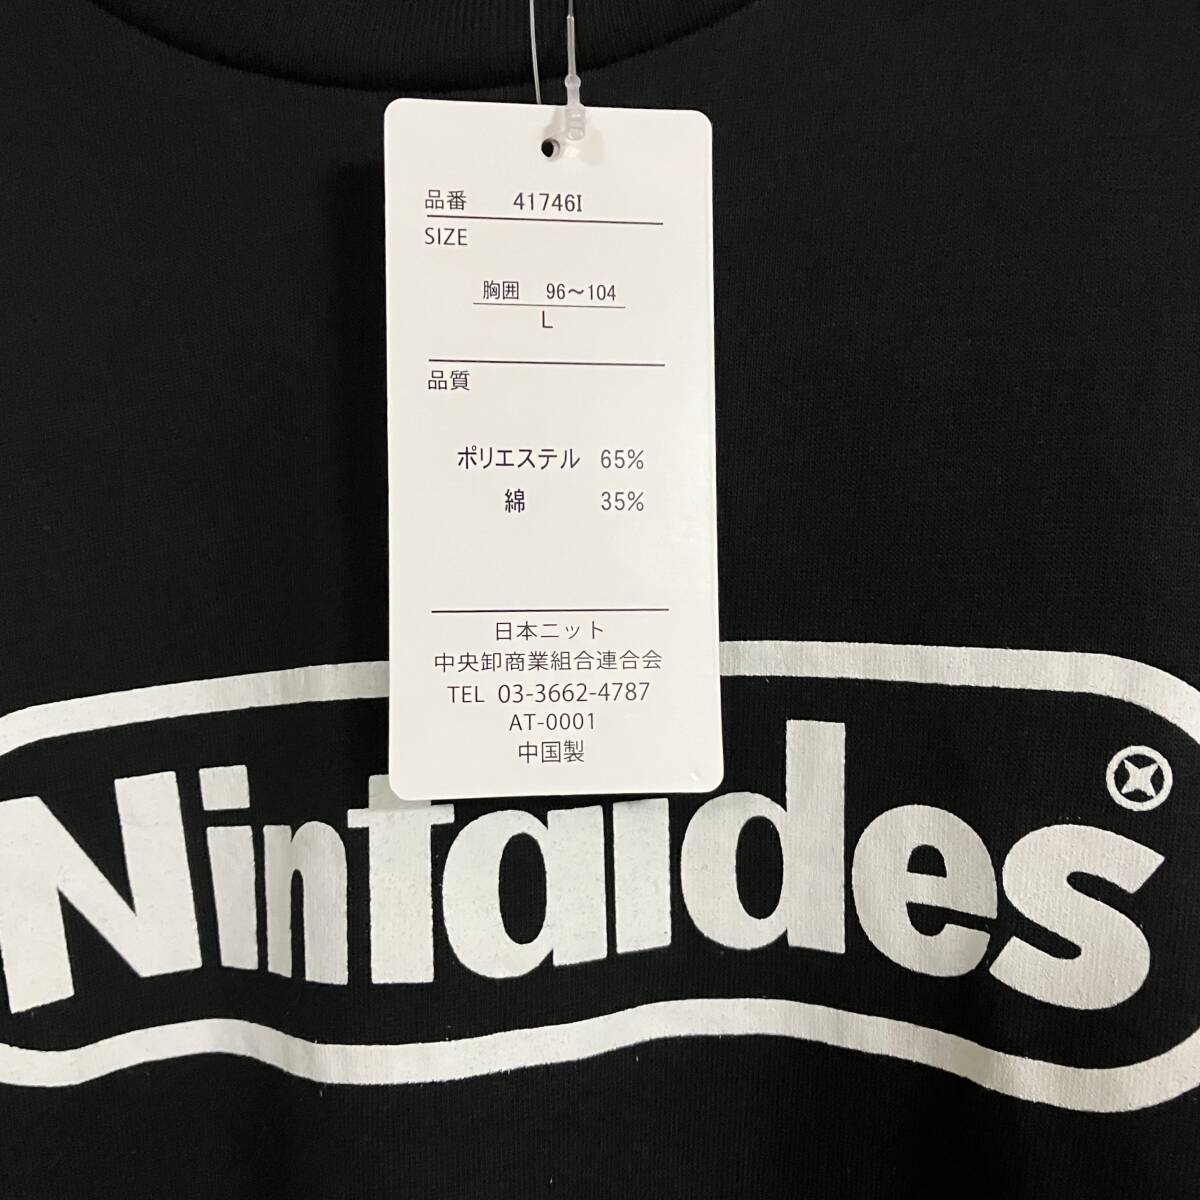 品番 41746I
SIZE
胸囲 96～104
L
品質
ポリエステル 65%
綿 35%
日本ニット
中央卸商業組合連合会
TEL 03-3662-4787
AT-0001
中国製
Nintaides